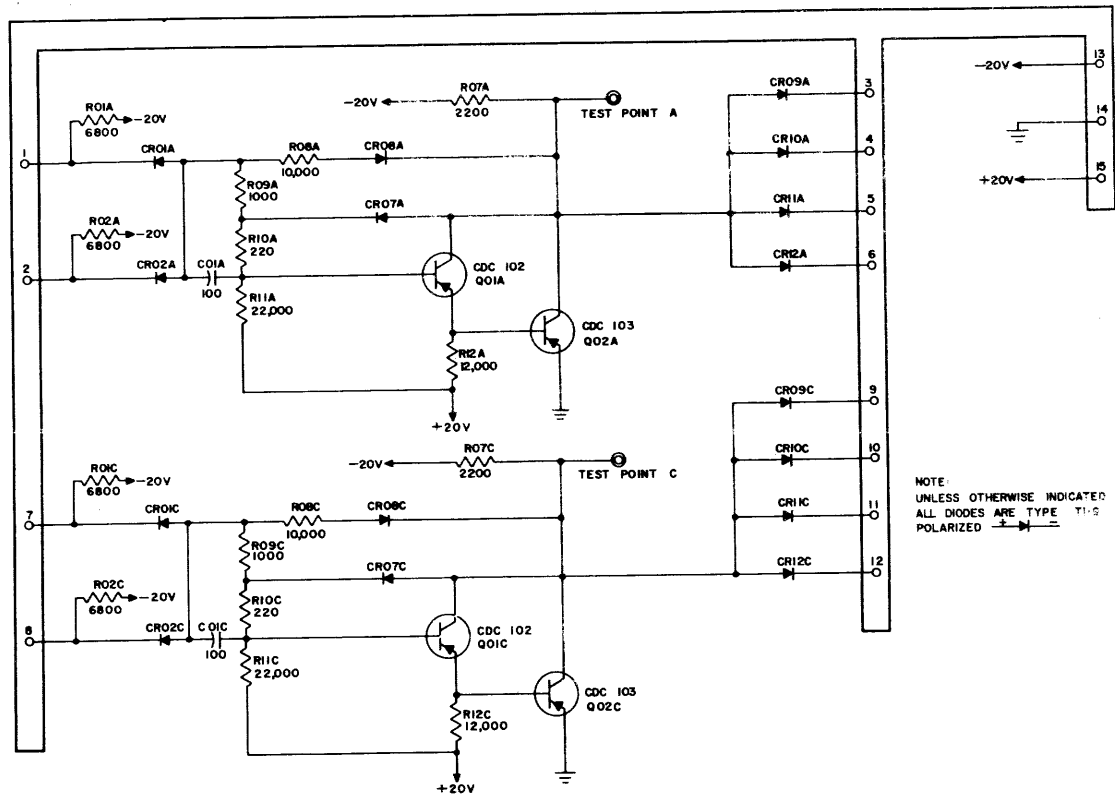 R01A
-20V
6800
R07A
-20V
2200
TEST POINT A
CR09A
3
-20V
13
1
CR01A
R08A
10,000
CR08A
CR10A
4
14
R09A
1000
CR07A
CR11A
5
+20V
15
R02A
-20V
6800
R10A
220
CR12A
6
2
CR02A
C01A
100
CDC 102
Q01A
R11A
22,000
CDC 103
Q02A
R12A
12,000
+20V
CR09C
9
R07C
-20V
2200
TEST POINT C
CR10C
10
R01C
-20V
6800
7
CR01C
R08C
10,000
CR08C
CR11C
11
NOTE:
UNLESS OTHERWISE INDICATED
ALL DIODES ARE TYPE
POLARIZED + -
R09C
1000
CR07C
CR12C
12
R02C
-20V
6800
R10C
220
8
CR02C
C01C
100
CDC 102
Q01C
R11C
22,000
CDC 103
Q02C
R12C
12,000
+20V